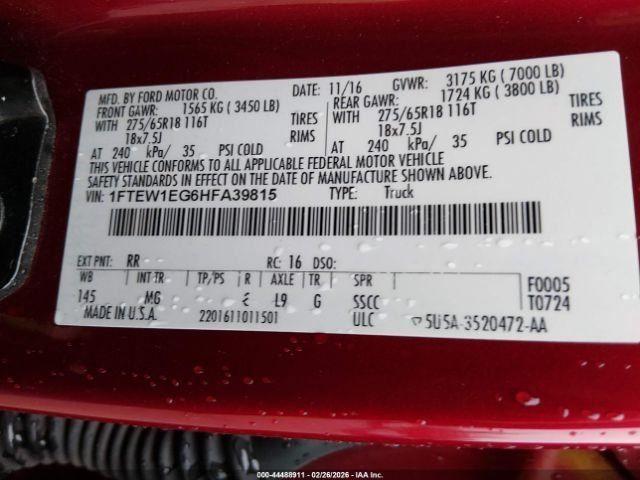 MFD. BY FORD MOTOR CO. DATE: 11/16 GVWR: 3175 KG ( 7000 LB)
FRONT GAWR: 1565 KG ( 3450 LB) REAR GAWR: 1724 KG ( 3800 LB)
WITH 275/65R18 116T TIRES WITH 275/65R18 116T TIRES
18x7.5J RIMS 18x7.5J RIMS
AT 240 kPa/ 35 PSI COLD AT 240 kPa/ 35 PSI COLD
THIS VEHICLE CONFORMS TO ALL APPLICABLE FEDERAL MOTOR VEHICLE
SAFETY STANDARDS IN EFFECT ON THE DATE OF MANUFACTURE SHOWN ABOVE.
VIN: 1FTEW1EG6HFA39815 TYPE: Truck
EXT PNT: RR RC: 16 DSO: F0005
WB INT TR TP/PS R AXLE TR SPR T0724
145 MG L9 G SSCC
MADE IN U.S.A. 2201611011501 ULC 5U5A-3520472-AA
000-44488911 - 02/26/2026 - IAA Inc.